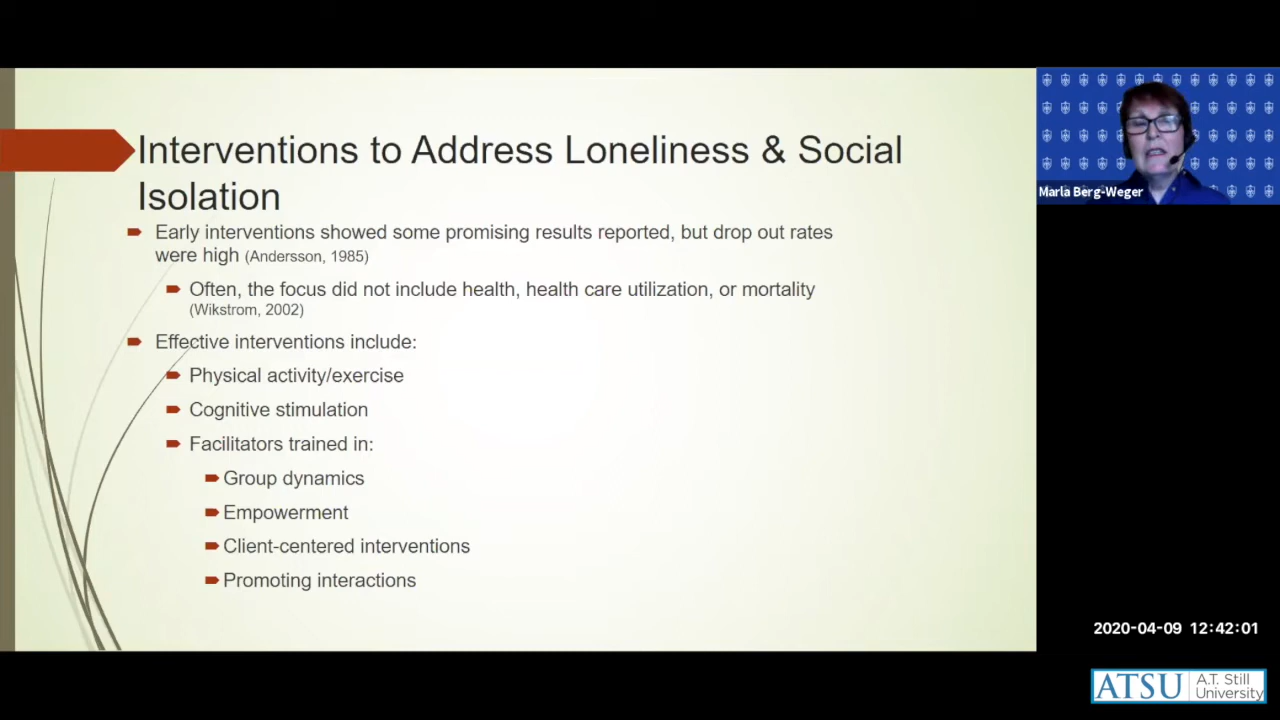 Interventions to Address Loneliness & Social
Isolation
Early interventions showed some promising results reported, but drop out rates
were high (Andersson, 1985)
Often, the focus did not include health, health care utilization, or mortality
(Wikstrom, 2002)
Effective interventions include:
Physical activity/exercise
Cognitive stimulation
Facilitators trained in:
Group dynamics
Empowerment
Client-centered interventions
Promoting interactions
Marla Berg-Weger
2020-04-09 12:42:01
ATSU A.T. Still
University